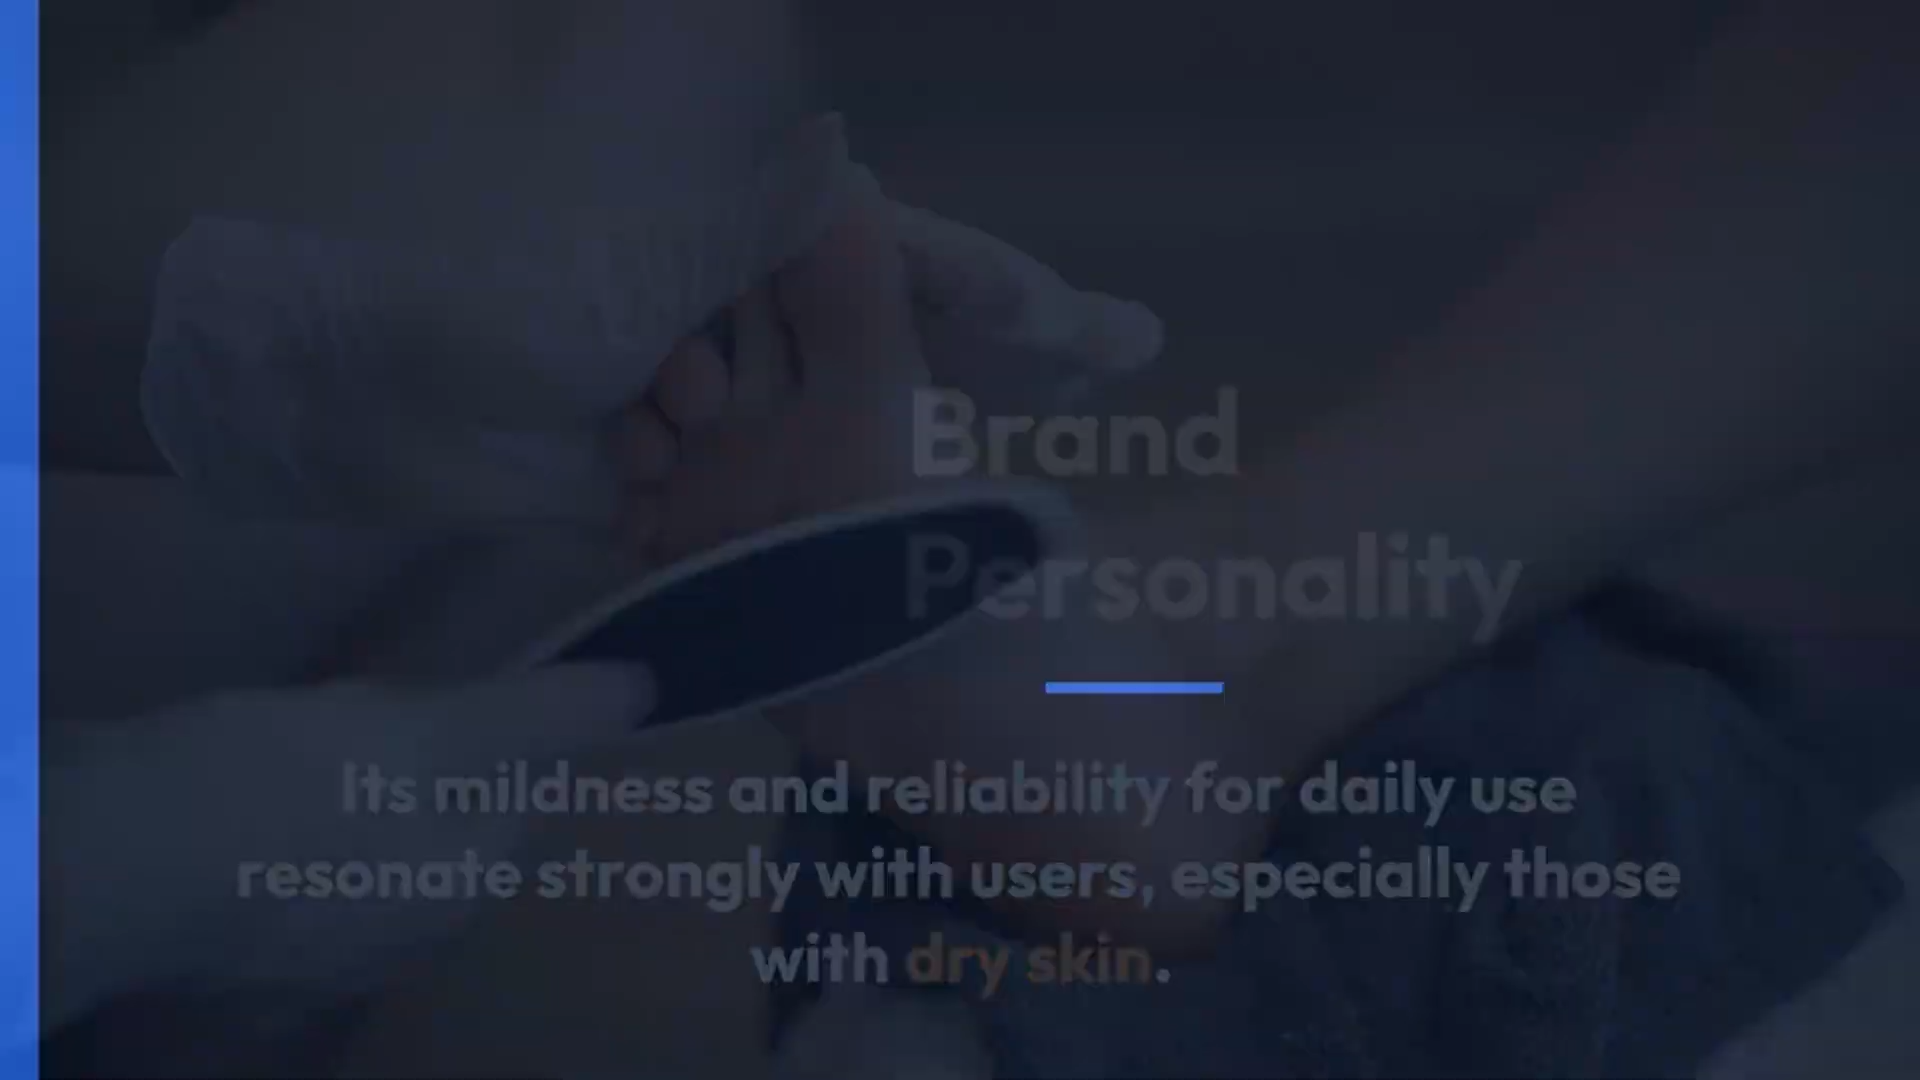 Brand
Personality
Its mildness and reliability for daily use
resonate strongly with users, especially those
with dry skin.